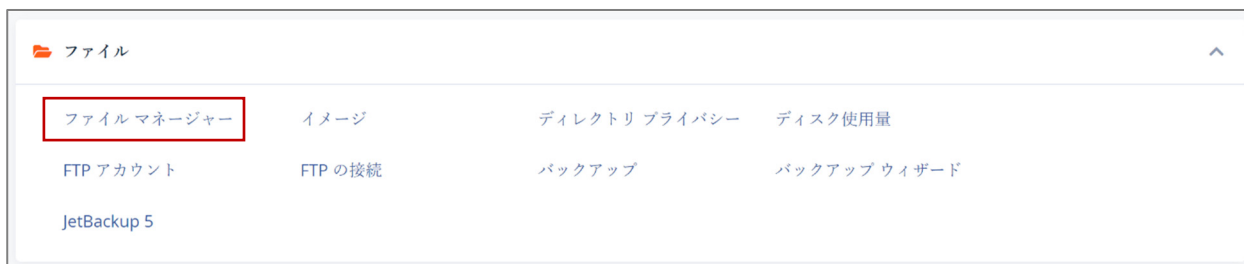 ファイル
ファイル マネージャー イメージ ディレクトリ プライバシー ディスク使用量
FTP アカウント FTP の接続 バックアップ バックアップ ウィザード
JetBackup 5